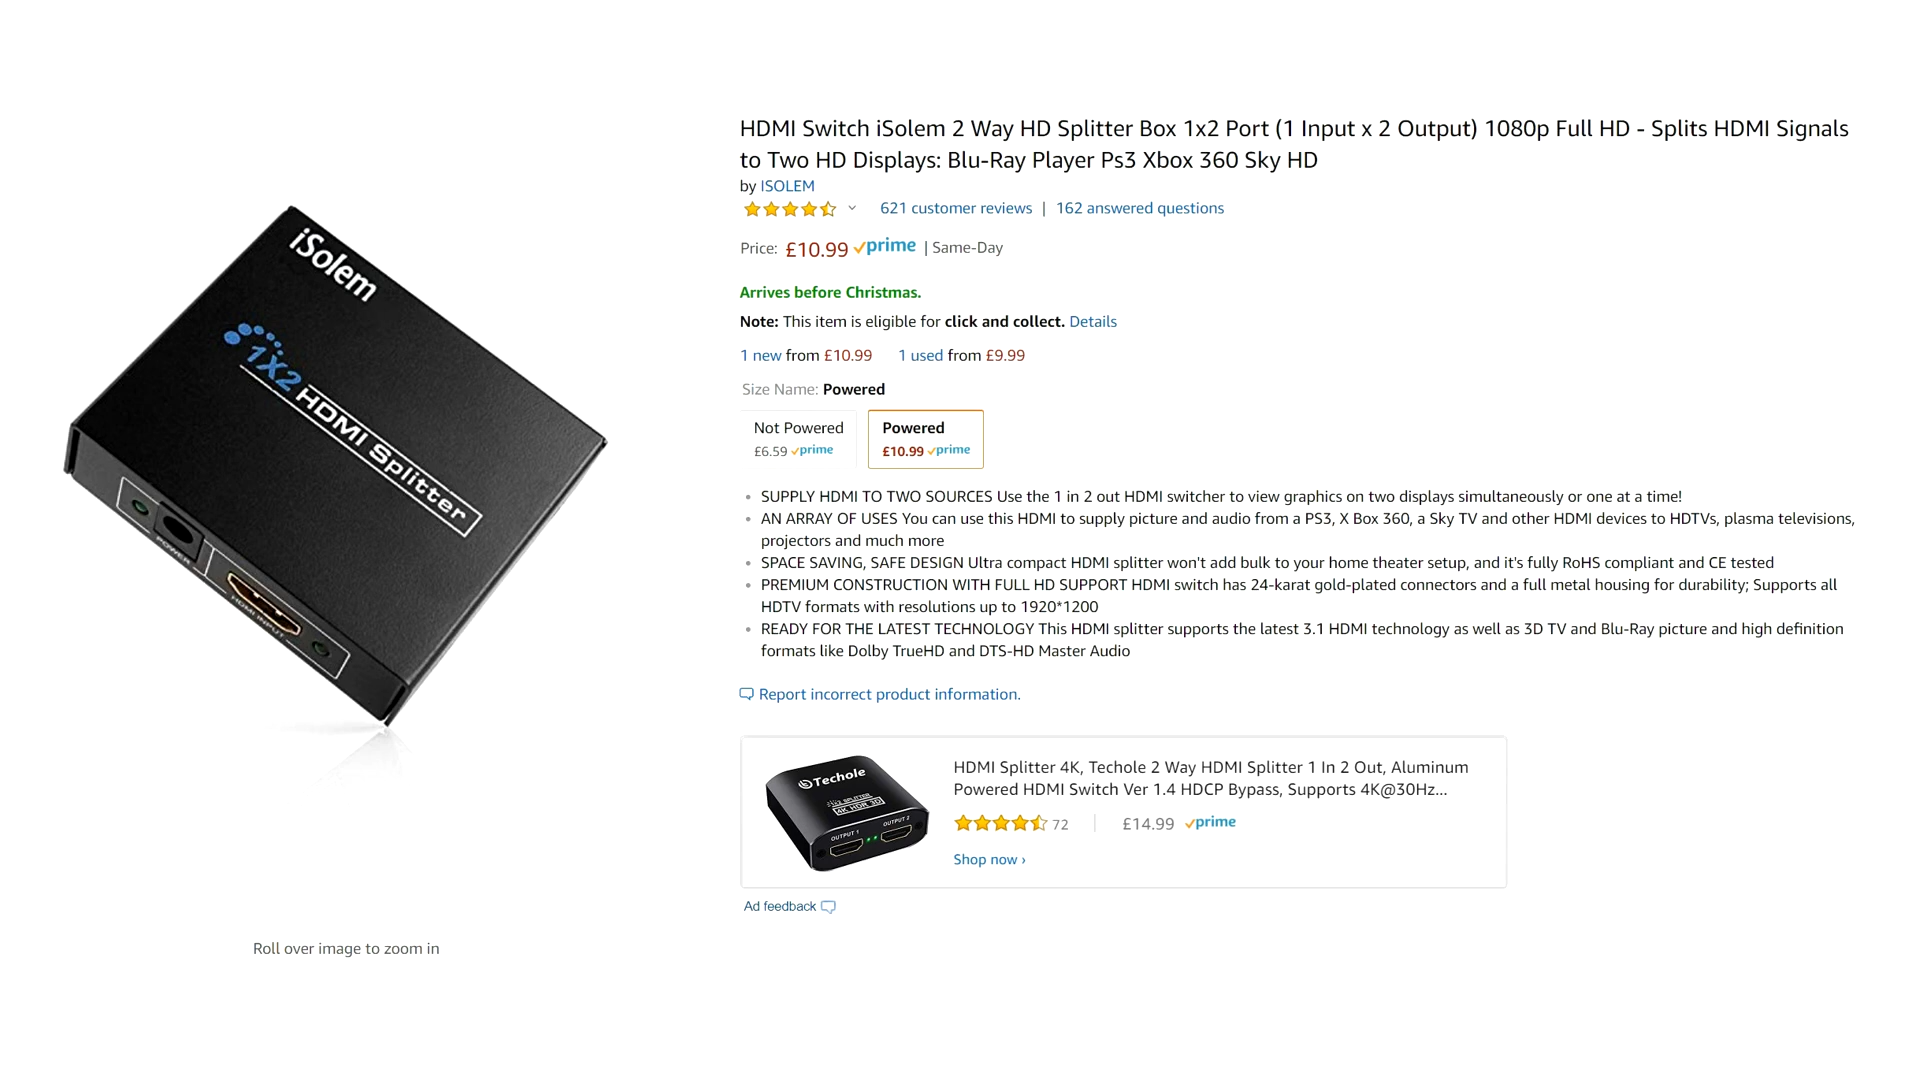 iSolem
1X2 HDMI Splitter
POWER
HDMI INPUT
Roll over image to zoom in
HDMI Switch iSolem 2 Way HD Splitter Box 1x2 Port (1 Input x 2 Output) 1080p Full HD - Splits HDMI Signals
to Two HD Displays: Blu-Ray Player Ps3 Xbox 360 Sky HD
by ISOLEM
621 customer reviews | 162 answered questions
Price: £10.99 prime | Same-Day
Arrives before Christmas.
Note: This item is eligible for click and collect. Details
1 new from £10.99 1 used from £9.99
Size Name: Powered
Not Powered
£6.59 prime
Powered
£10.99 prime
• SUPPLY HDMI TO TWO SOURCES Use the 1 in 2 out HDMI switcher to view graphics on two displays simultaneously or one at a time!
• AN ARRAY OF USES You can use this HDMI to supply picture and audio from a PS3, X Box 360, a Sky TV and other HDMI devices to HDTVs, plasma televisions,
projectors and much more
• SPACE SAVING, SAFE DESIGN Ultra compact HDMI splitter won't add bulk to your home theater setup, and it's fully RoHS compliant and CE tested
• PREMIUM CONSTRUCTION WITH FULL HD SUPPORT HDMI switch has 24-karat gold-plated connectors and a full metal housing for durability; Supports all
HDTV formats with resolutions up to 1920*1200
• READY FOR THE LATEST TECHNOLOGY This HDMI splitter supports the latest 3.1 HDMI technology as well as 3D TV and Blu-Ray picture and high definition
formats like Dolby TrueHD and DTS-HD Master Audio
Report incorrect product information.
Techole
1X2 SPLITTER
4K HDR 3D
OUTPUT 1
OUTPUT 2
HDMI Splitter 4K, Techole 2 Way HDMI Splitter 1 In 2 Out, Aluminum
Powered HDMI Switch Ver 1.4 HDCP Bypass, Supports 4K@30Hz...
72 £14.99 prime
Shop now ›
Ad feedback